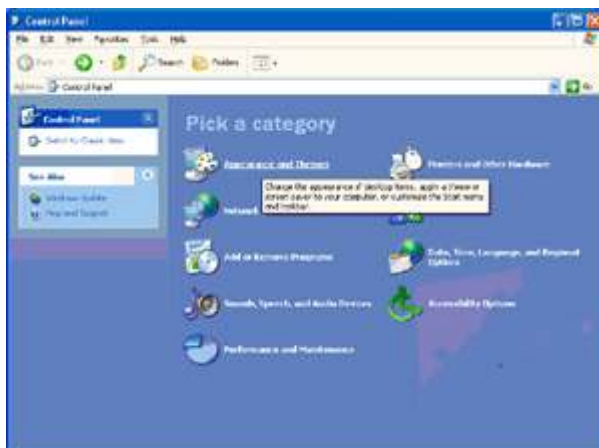 Control Panel
File Edit View Favorites Tools Help
Back Search Folders
Address Control Panel Go
Control Panel
Switch to Classic View
See Also
Windows Update
Help and Support
Pick a category
Appearance and Themes
Printers and Other Hardware
Change the appearance of desktop items, apply a theme or
screen saver to your computer, or customize the Start menu
and taskbar.
Network
Add or Remove Programs
Date, Time, Language, and Regional
Options
Sounds, Speech, and Audio Devices
Accessibility Options
Performance and Maintenance